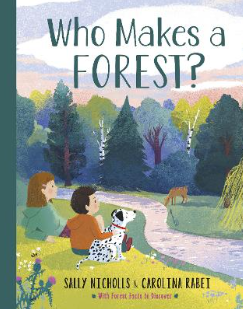 Who Makes a
FOREST?
SALLY NICHOLLS & CAROLINA RABEI
With Forest Facts to Discover